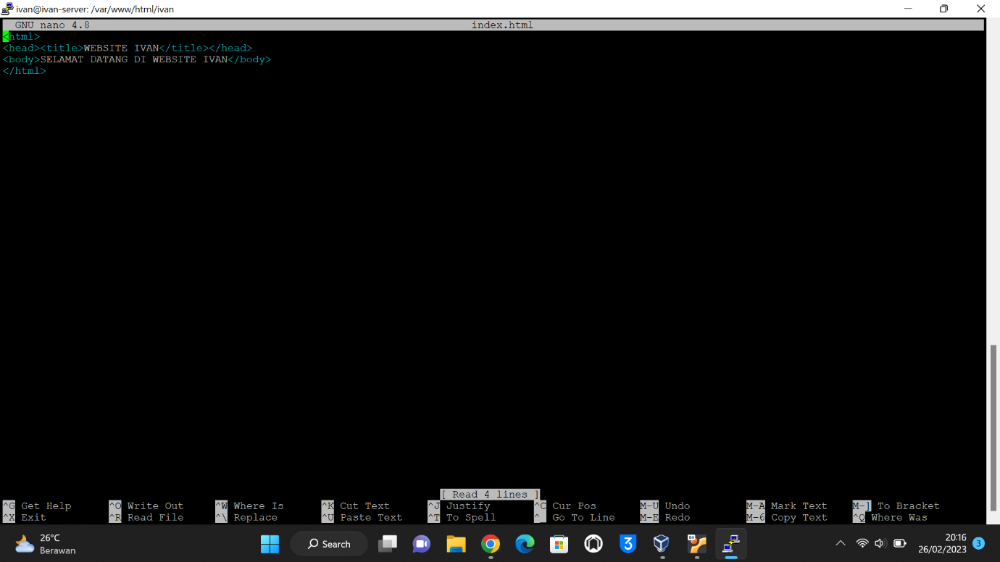 ivan@ivan-server: /var/www/html/ivan
GNU nano 4.8 index.html
<html>
<head><title>WEBSITE IVAN</title></head>
<body>SELAMAT DATANG DI WEBSITE IVAN</body>
</html>
[ Read 4 lines ]
^G Get Help ^O Write Out ^W Where Is ^K Cut Text ^J Justify ^C Cur Pos M-U Undo M-A Mark Text M-] To Bracket
^X Exit ^R Read File ^\ Replace ^U Paste Text ^T To Spell ^_ Go To Line M-E Redo M-6 Copy Text ^Q Where Was
26°C
Berawan
Search
64
20:16
26/02/2023
3